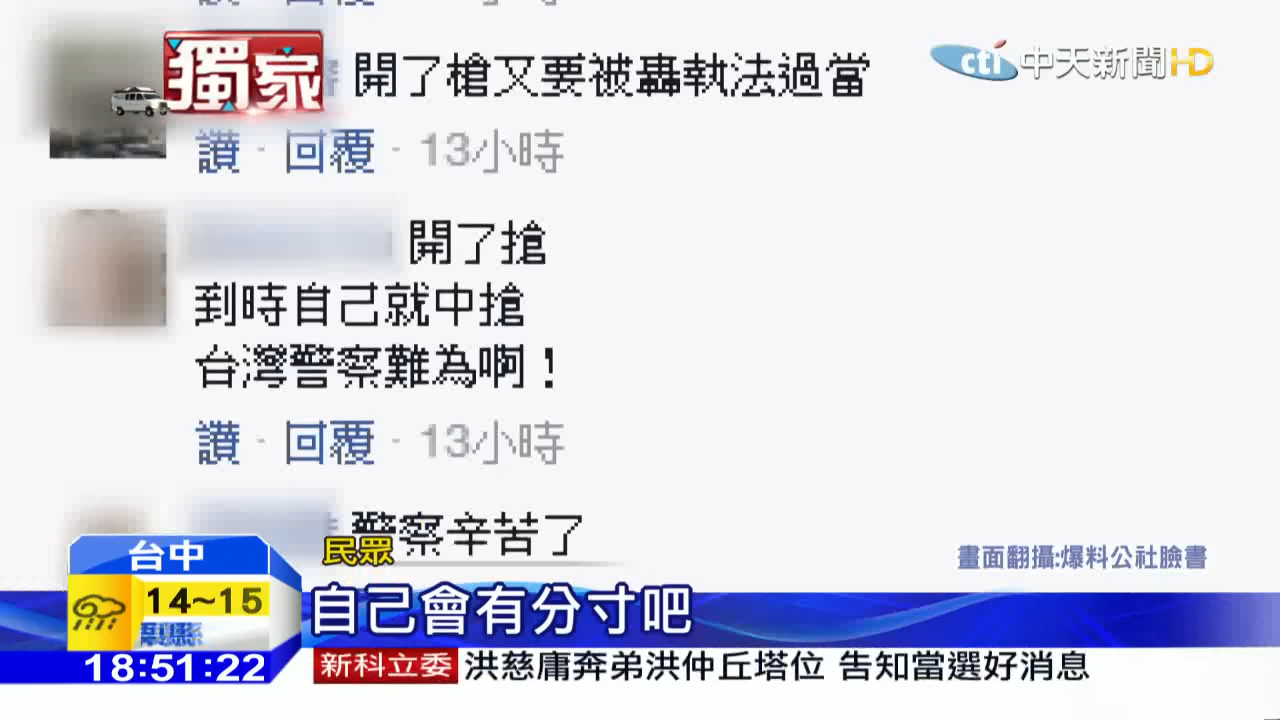 獨家
cti 中天新聞HD
開了槍又要被轟執法過當
讚 · 回覆 · 13小時
開了搶
到時自己就中搶
台灣警察難為啊！
讚 · 回覆 · 13小時
警察辛苦了
民眾
畫面翻攝:爆料公社臉書
台中
14~15
自己會有分寸吧
18:51:22
新科立委 洪慈庸奔弟洪仲丘塔位 告知當選好消息